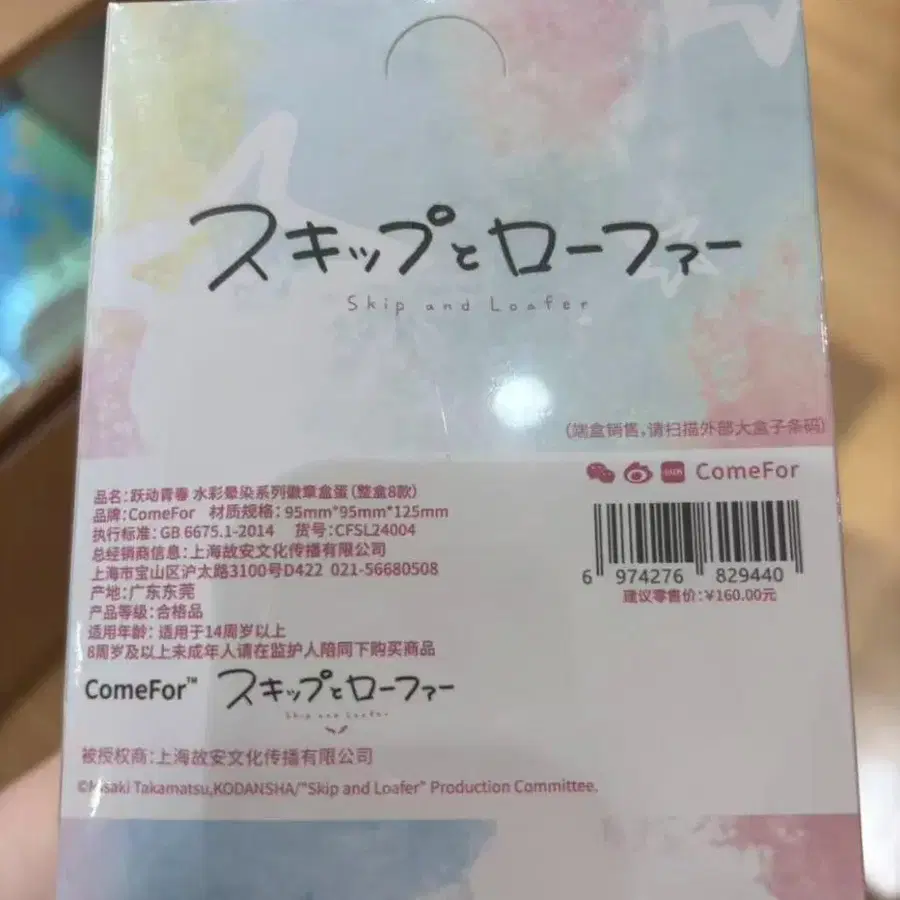 スキップとローファー
Skip and Loafer
(端盒销售,请扫描外部大盒子条码)
ComeFor
品名:跃动青春 水彩晕染系列徽章盒蛋(整盒8款)
品牌:ComeFor 材质规格:95mm*95mm*125mm
执行标准:GB 6675.1-2014 货号:CFSL24004
总经销商信息:上海故安文化传播有限公司
上海市宝山区沪太路3100号D422 021-56680508
产地:广东东莞
产品等级:合格品
适用年龄:适用于14周岁以上
8周岁及以上未成年人请在监护人陪同下购买商品
6 974276 829440
建议零售价:¥160.00元
ComeFor™ スキップとローファー
Skip and Loafer
被授权商:上海故安文化传播有限公司
©Misaki Takamatsu,KODANSHA/"Skip and Loafer" Production Committee.